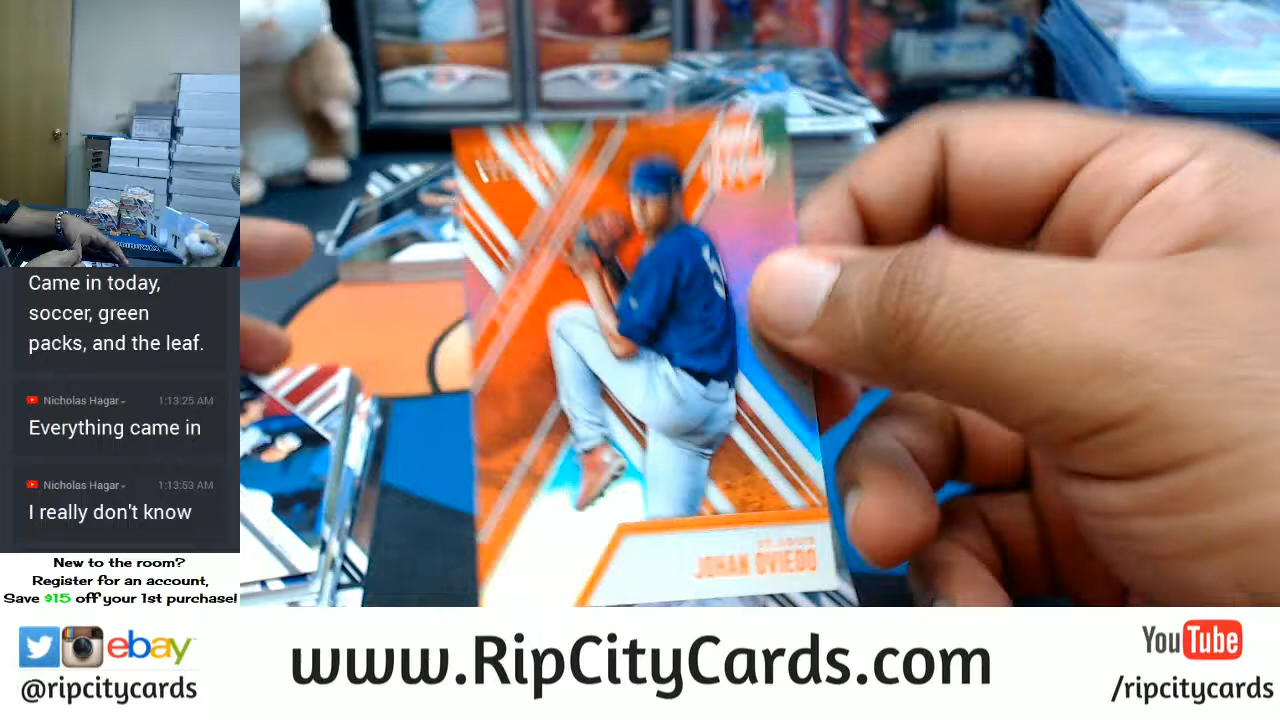 Came in today,
soccer, green
packs, and the leaf.
Nicholas Hagar
1:13:25 AM
Everything came in
Nicholas Hagar
1:13:53 AM
I really don't know
New to the room?
Register for an account,
Save $15 off your 1st purchase!
ST. LOUIS
JOHAN OVIEDO
ebay
@ripcitycards
www.RipCityCards.com
YouTube
/ripcitycards